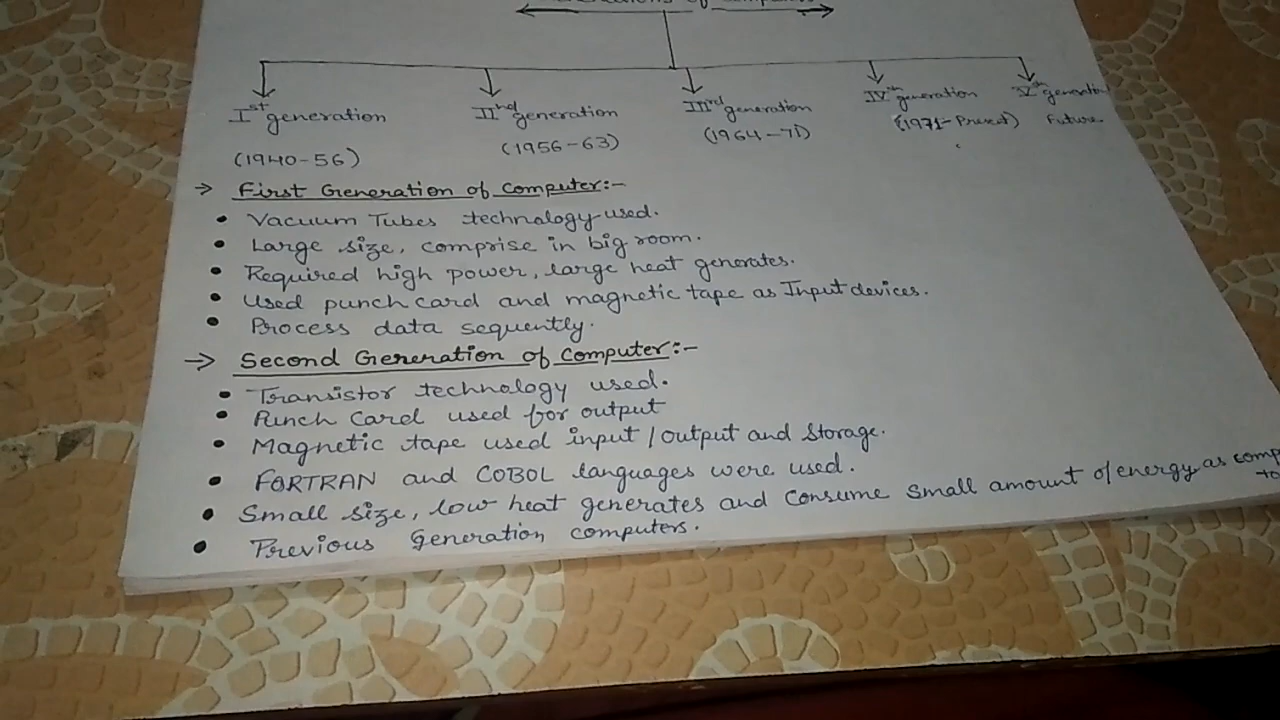 Ist generation IInd generation IIIrd generation IVth generation Vth generation
(1940-56) (1956-63) (1964-71) (1971-Present) Future
→ First Generation of Computer:-
• Vacuum Tubes technology used.
• Large size, comprise in big room.
• Required high power, large heat generates.
• Used punch card and magnetic tape as Input devices.
• Process data sequently.
→ Second Generation of Computer:-
• Transistor technology used.
• Punch Card used for output
• Magnetic tape used input / output and Storage.
• FORTRAN and COBOL languages were used.
• Small size, low heat generates and Consume small amount of energy as
to
• Previous generation computers.